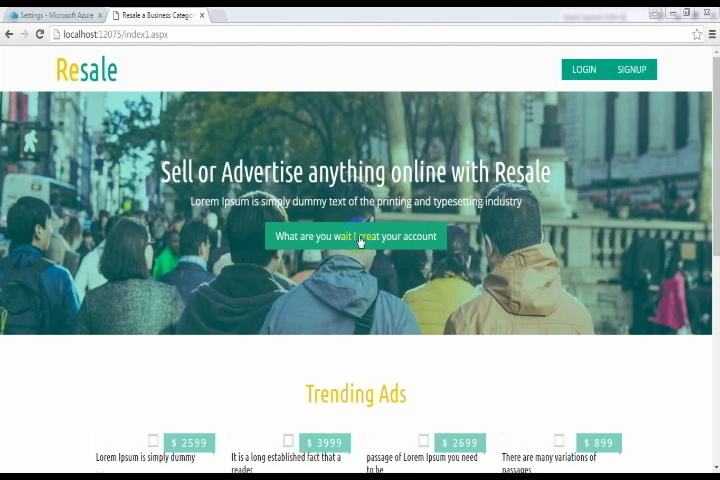 Settings - Microsoft Azure
Resale a Business Catego
localhost:12075/index1.aspx
Resale
LOGIN
SIGNUP
Sell or Advertise anything online with Resale
Lorem Ipsum is simply dummy text of the printing and typesetting industry
What are you wait ! creat your account
Trending Ads
$ 2599
$ 3999
$ 2699
$ 899
Lorem Ipsum is simply dummy
It is a long established fact that a
reader
passage of Lorem Ipsum you need
to be
There are many variations of
passages